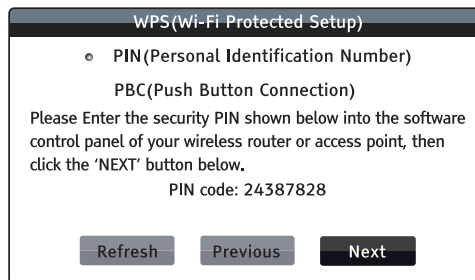 WPS(Wi-Fi Protected Setup)
PIN(Personal Identification Number)
PBC(Push Button Connection)
Please Enter the security PIN shown below into the software
control panel of your wireless router or access point, then
click the 'NEXT' button below.
PIN code: 24387828
Refresh Previous Next